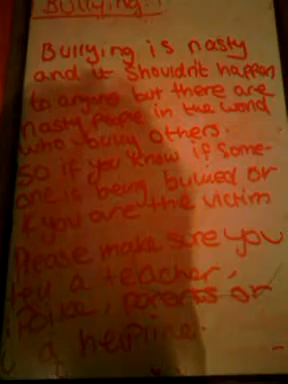 Bullying!!
Bullying is nasty
and it shouldn't happen
to anyone but there are
nasty people in the world
who bully others.
So if you know if some-
one is being bullied or
if you are the victim
Please make sure you
tell a teacher,
Police, parents or
a helpline.